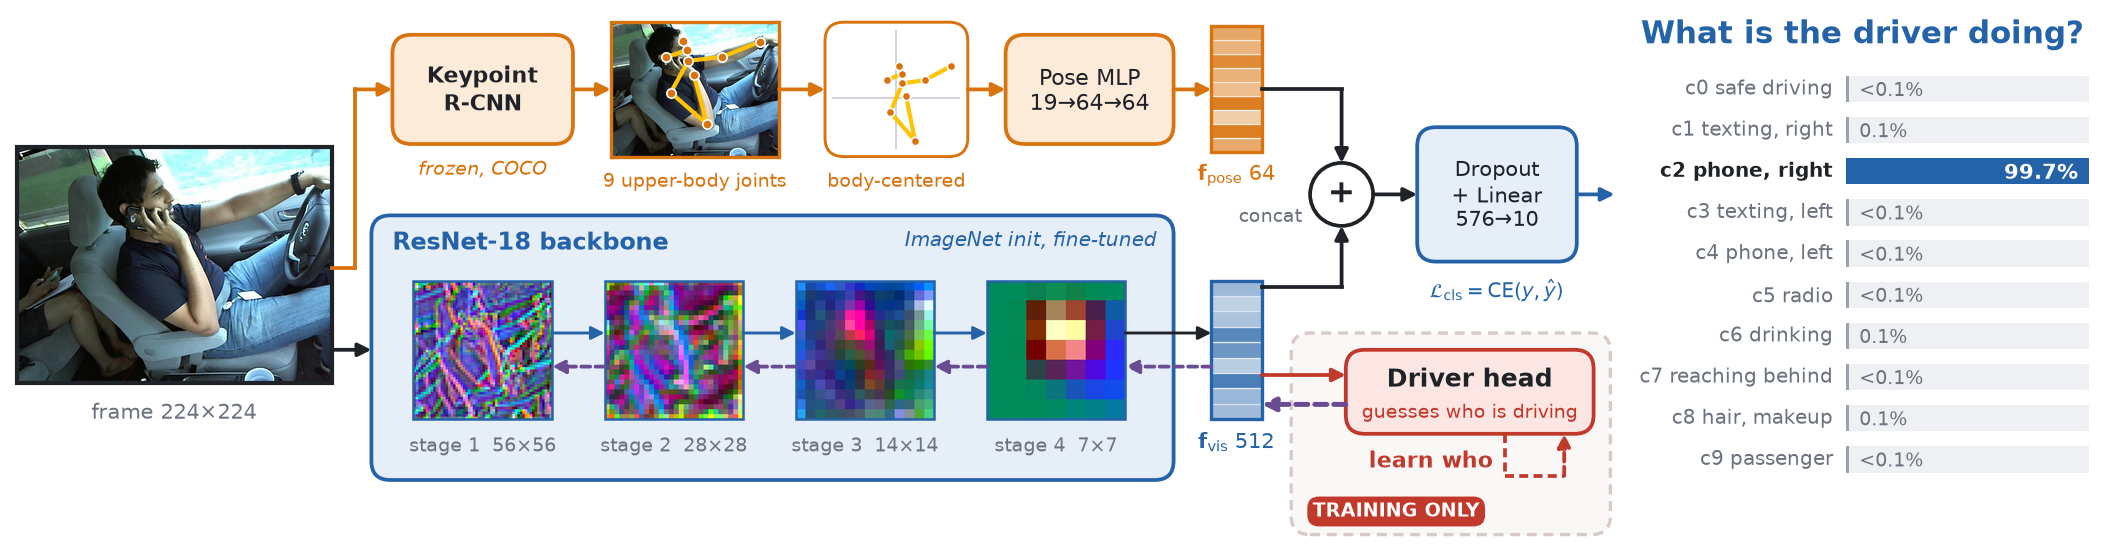 What is the driver doing?
Keypoint
R-CNN
frozen, COCO
9 upper-body joints
body-centered
Pose MLP
19→64→64
f_pose 64
frame 224×224
ResNet-18 backbone
ImageNet init, fine-tuned
stage 1 56×56
stage 2 28×28
stage 3 14×14
stage 4 7×7
f_vis 512
+
concat
Dropout
+ Linear
576→10
ℒ_cls = CE(y, ŷ)
Driver head
guesses who is driving
learn who
TRAINING ONLY
c0 safe driving <0.1%
c1 texting, right 0.1%
c2 phone, right 99.7%
c3 texting, left <0.1%
c4 phone, left <0.1%
c5 radio <0.1%
c6 drinking 0.1%
c7 reaching behind <0.1%
c8 hair, makeup 0.1%
c9 passenger <0.1%